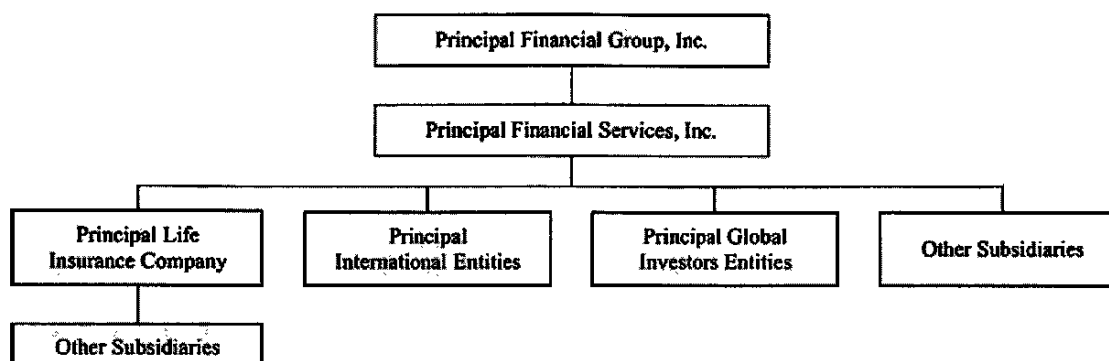 Principal Financial Group, Inc.
Principal Financial Services, Inc.
Principal Life
Insurance Company
Principal
International Entities
Principal Global
Investors Entities
Other Subsidiaries
Other Subsidiaries